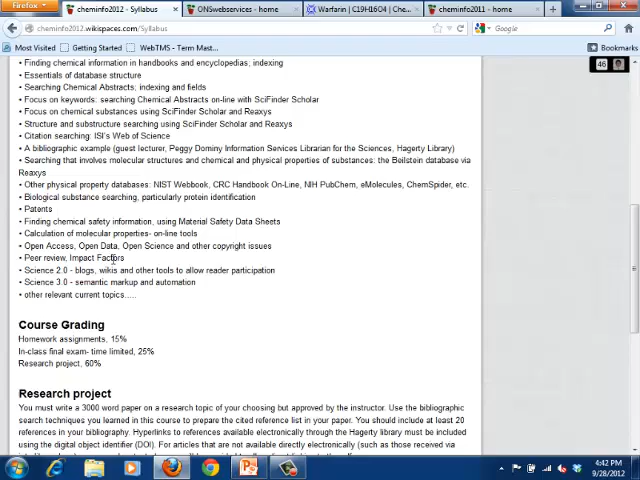 Firefox
cheminfo2012 - Syllabus
ONSwebservices - home
Warfarin | C19H16O4 | Che...
cheminfo2011 - home
cheminfo2012.wikispaces.com/Syllabus
Google
Most Visited
Getting Started
WebTMS - Term Mast...
Bookmarks
46
• Finding chemical information in handbooks and encyclopedias; indexing
• Essentials of database structure
• Searching Chemical Abstracts; indexing and fields
• Focus on keywords: searching Chemical Abstracts on-line with SciFinder Scholar
• Focus on chemical substances using SciFinder Scholar and Reaxys
• Structure and substructure searching using SciFinder Scholar and Reaxys
• Citation searching: ISI's Web of Science
• A bibliographic example (guest lecturer, Peggy Dominy Information Services Librarian for the Sciences, Hagerty Library)
• Searching that involves molecular structures and chemical and physical properties of substances: the Beilstein database via
Reaxys
• Other physical property databases: NIST Webbook, CRC Handbook On-Line, NIH PubChem, eMolecules, ChemSpider, etc.
• Biological substance searching, particularly protein identification
• Patents
• Finding chemical safety information, using Material Safety Data Sheets
• Calculation of molecular properties- on-line tools
• Open Access, Open Data, Open Science and other copyright issues
• Peer review, Impact Factors
• Science 2.0 - blogs, wikis and other tools to allow reader participation
• Science 3.0 - semantic markup and automation
• other relevant current topics.....
Course Grading
Homework assignments, 15%
In-class final exam- time limited, 25%
Research project, 60%
Research project
You must write a 3000 word paper on a research topic of your choosing but approved by the instructor. Use the bibliographic
search techniques you learned in this course to prepare the cited reference list in your paper. You should include at least 20
references in your bibliography. Hyperlinks to references available electronically through the Hagerty library must be included
using the digital object identifier (DOI). For articles that are not available directly electronically (such as those received via
4:42 PM
9/28/2012